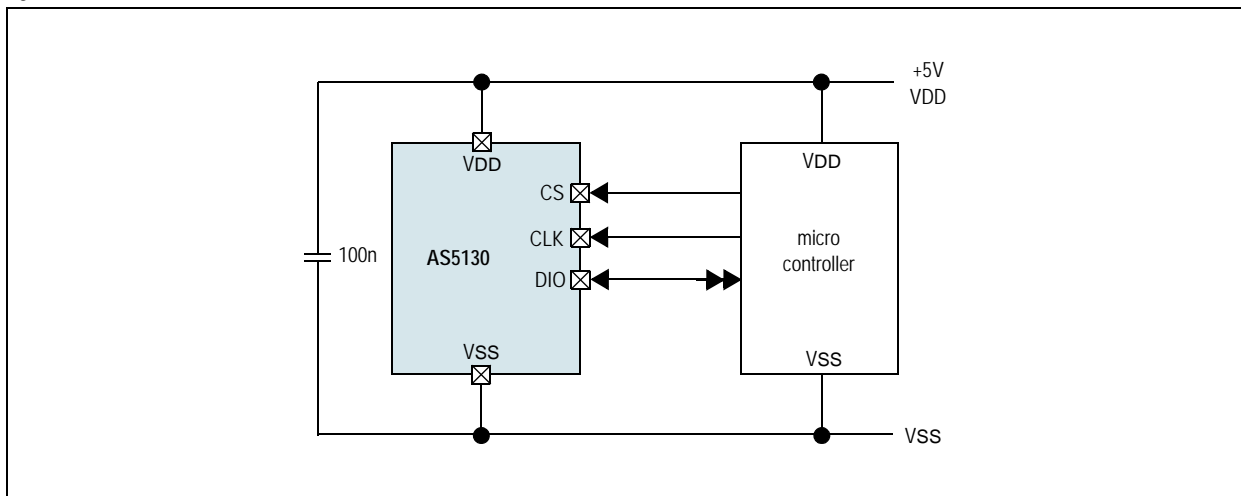 +5V
VDD
VDD
VDD
CS
CLK
micro
controller
100n
AS5130
DIO
VSS
VSS
VSS